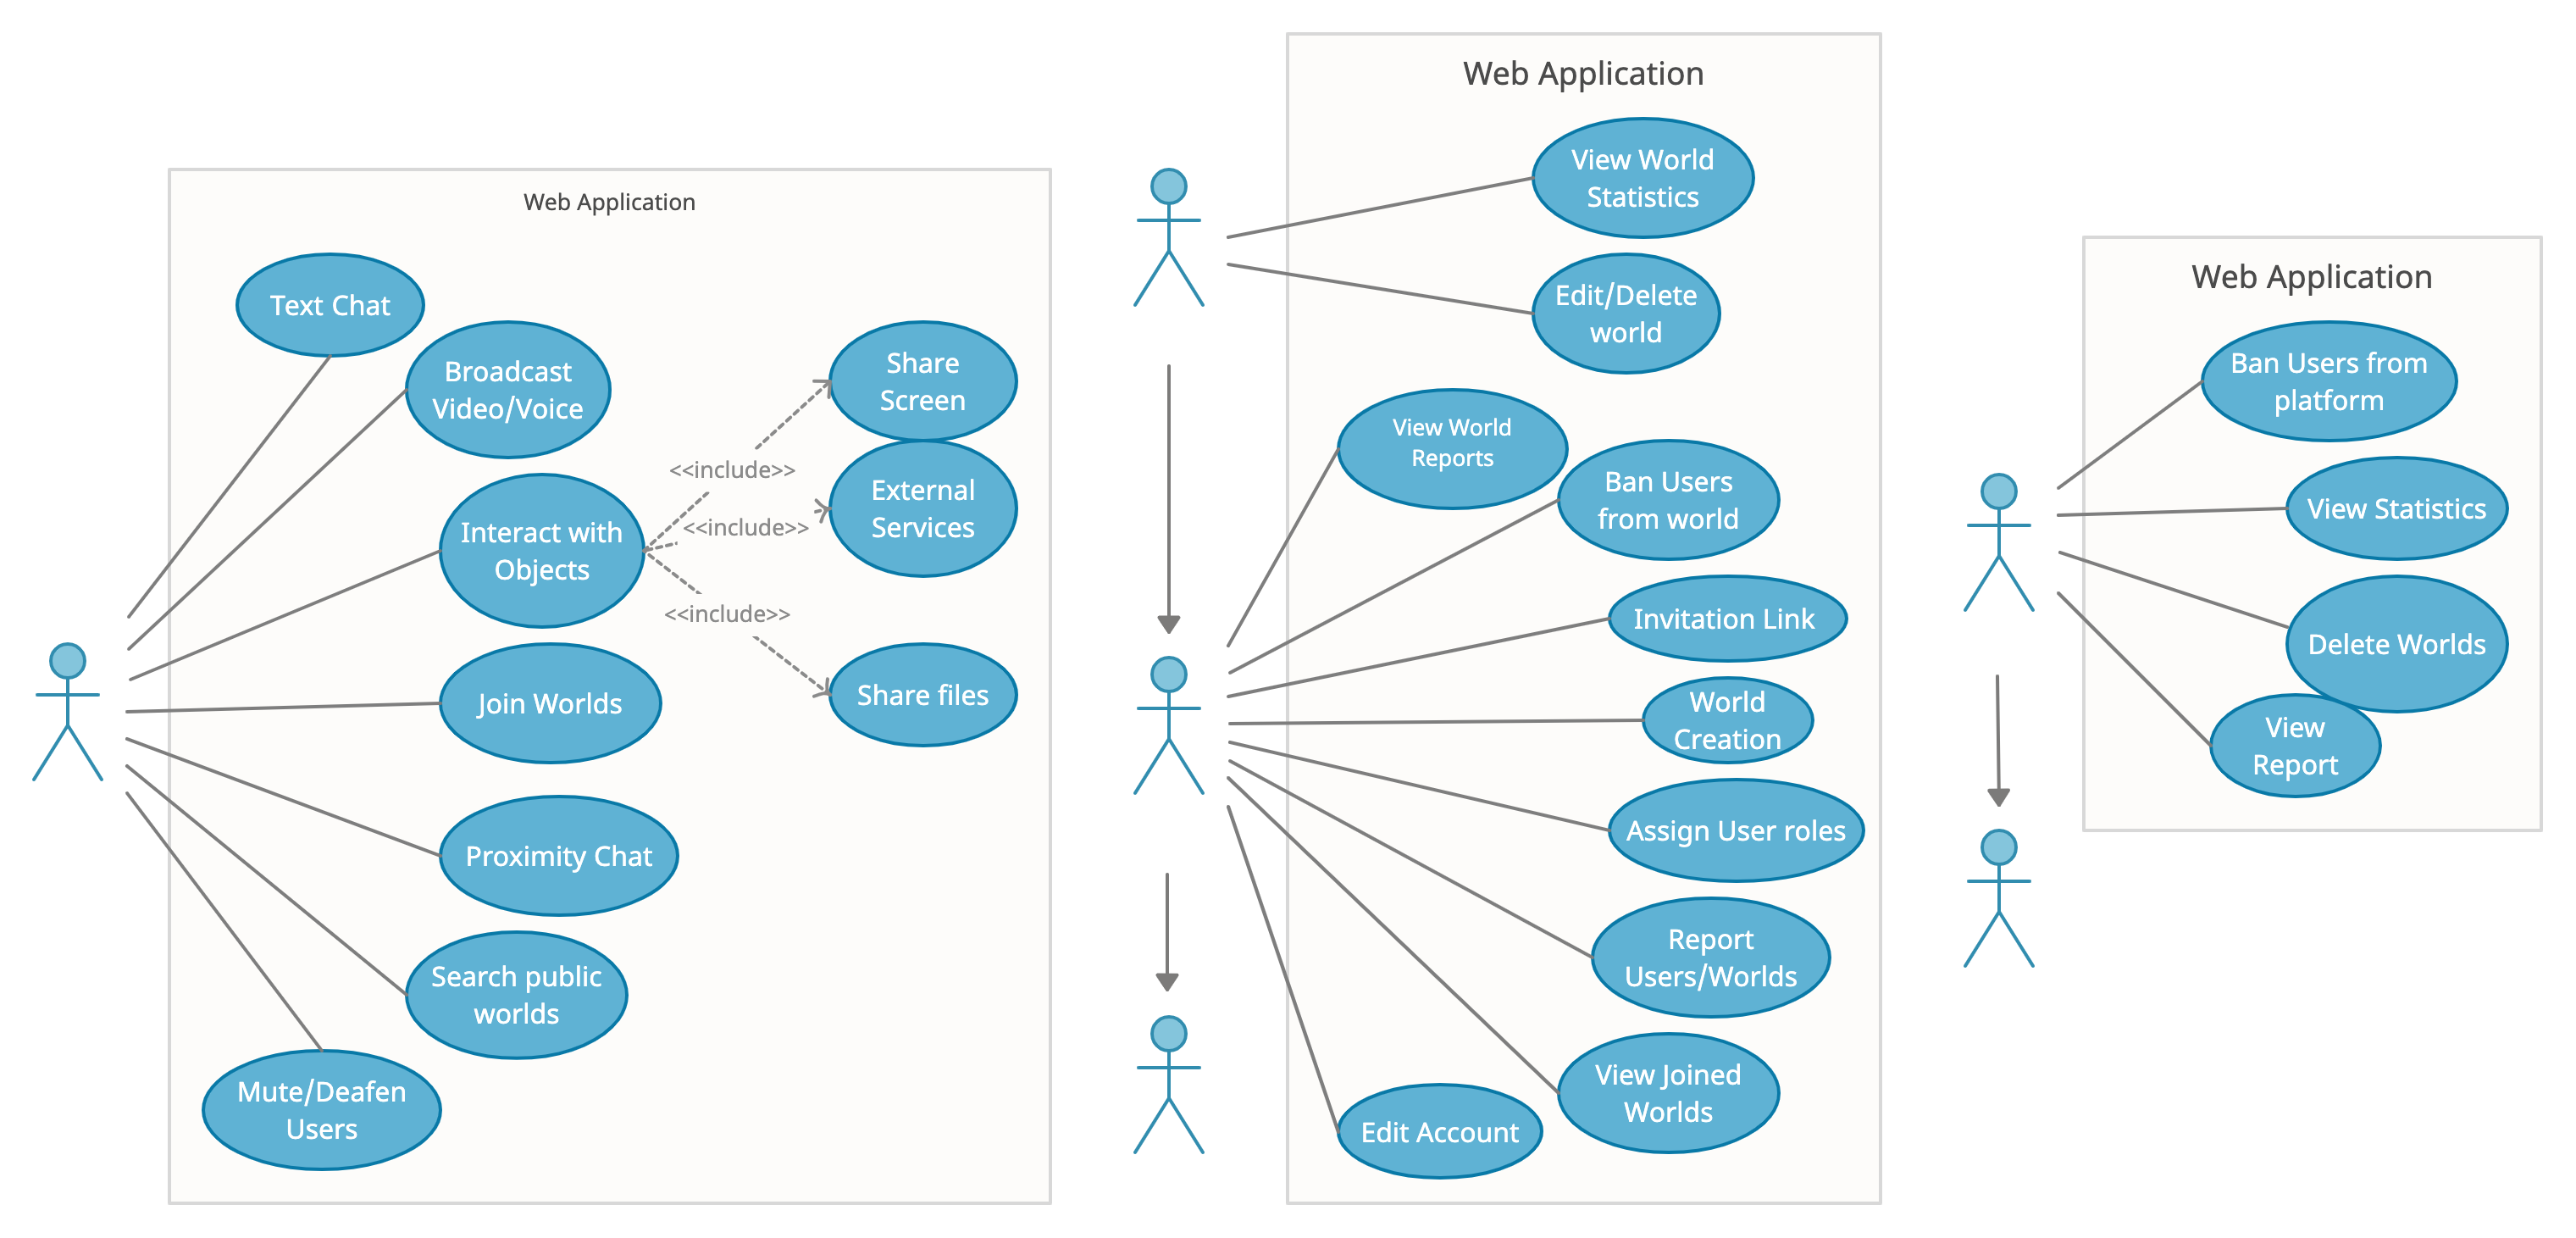 Web Application
Text Chat
Broadcast
Video/Voice
Interact with
Objects
<<include>>
<<include>>
<<include>>
Share
Screen
External
Services
Share files
Join Worlds
Proximity Chat
Search public
worlds
Mute/Deafen
Users
Web Application
View World
Statistics
Edit/Delete
world
View World
Reports
Ban Users
from world
Invitation Link
World
Creation
Assign User roles
Report
Users/Worlds
View Joined
Worlds
Edit Account
Web Application
Ban Users from
platform
View Statistics
Delete Worlds
View
Report